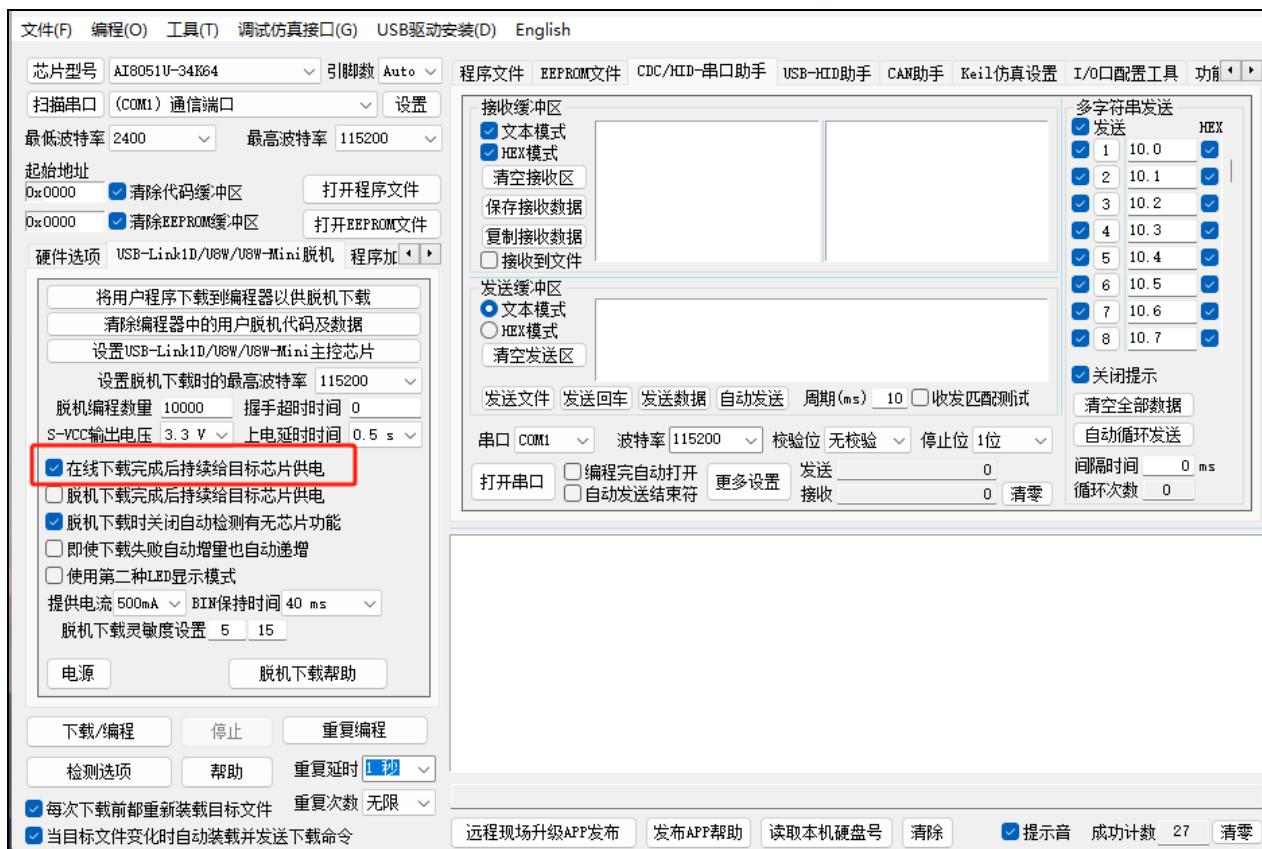 文件(F) 编程(O) 工具(T) 调试仿真接口(G) USB驱动安装(D) English
芯片型号 AI8051U-34K64 引脚数 Auto
扫描串口 (COM1) 通信端口 设置
最低波特率 2400 最高波特率 115200
起始地址
0x0000 清除代码缓冲区 打开程序文件
0x0000 清除EEPROM缓冲区 打开EEPROM文件
硬件选项 USB-Link1D/U8W/U8W-Mini脱机 程序加
将用户程序下载到编程器以供脱机下载
清除编程器中的用户脱机代码及数据
设置USB-Link1D/U8W/U8W-Mini主控芯片
设置脱机下载时的最高波特率 115200
脱机编程数量 10000 握手超时时间 0
S-VCC输出电压 3.3 V 上电延时时间 0.5 s
在线下载完成后持续给目标芯片供电
脱机下载完成后持续给目标芯片供电
脱机下载时关闭自动检测有无芯片功能
即使下载失败自动增量也自动递增
使用第二种LED显示模式
提供电流 500mA BIN保持时间 40 ms
脱机下载灵敏度设置 5 15
电源 脱机下载帮助
下载/编程 停止 重复编程
检测选项 帮助 重复延时 1 秒
每次下载前都重新装载目标文件 重复次数 无限
当目标文件变化时自动装载并发送下载命令
程序文件 EEPROM文件 CDC/HID-串口助手 USB-HID助手 CAN助手 Keil仿真设置 I/O口配置工具
接收缓冲区
文本模式
HEX模式
清空接收区
保存接收数据
复制接收数据
接收到文件
发送缓冲区
文本模式
HEX模式
清空发送区
发送文件 发送回车 发送数据 自动发送 周期(ms) 10 收发匹配测试
串口 COM1 波特率 115200 校验位 无校验 停止位 1位
打开串口 编程完自动打开 更多设置 发送 0
自动发送结束符 接收 0 清零
多字符串发送
发送 HEX
1 10.0
2 10.1
3 10.2
4 10.3
5 10.4
6 10.5
7 10.6
8 10.7
关闭提示
清空全部数据
自动循环发送
间隔时间 0 ms
循环次数 0
远程现场升级APP发布 发布APP帮助 读取本机硬盘号 清除 提示音 成功计数 27 清零